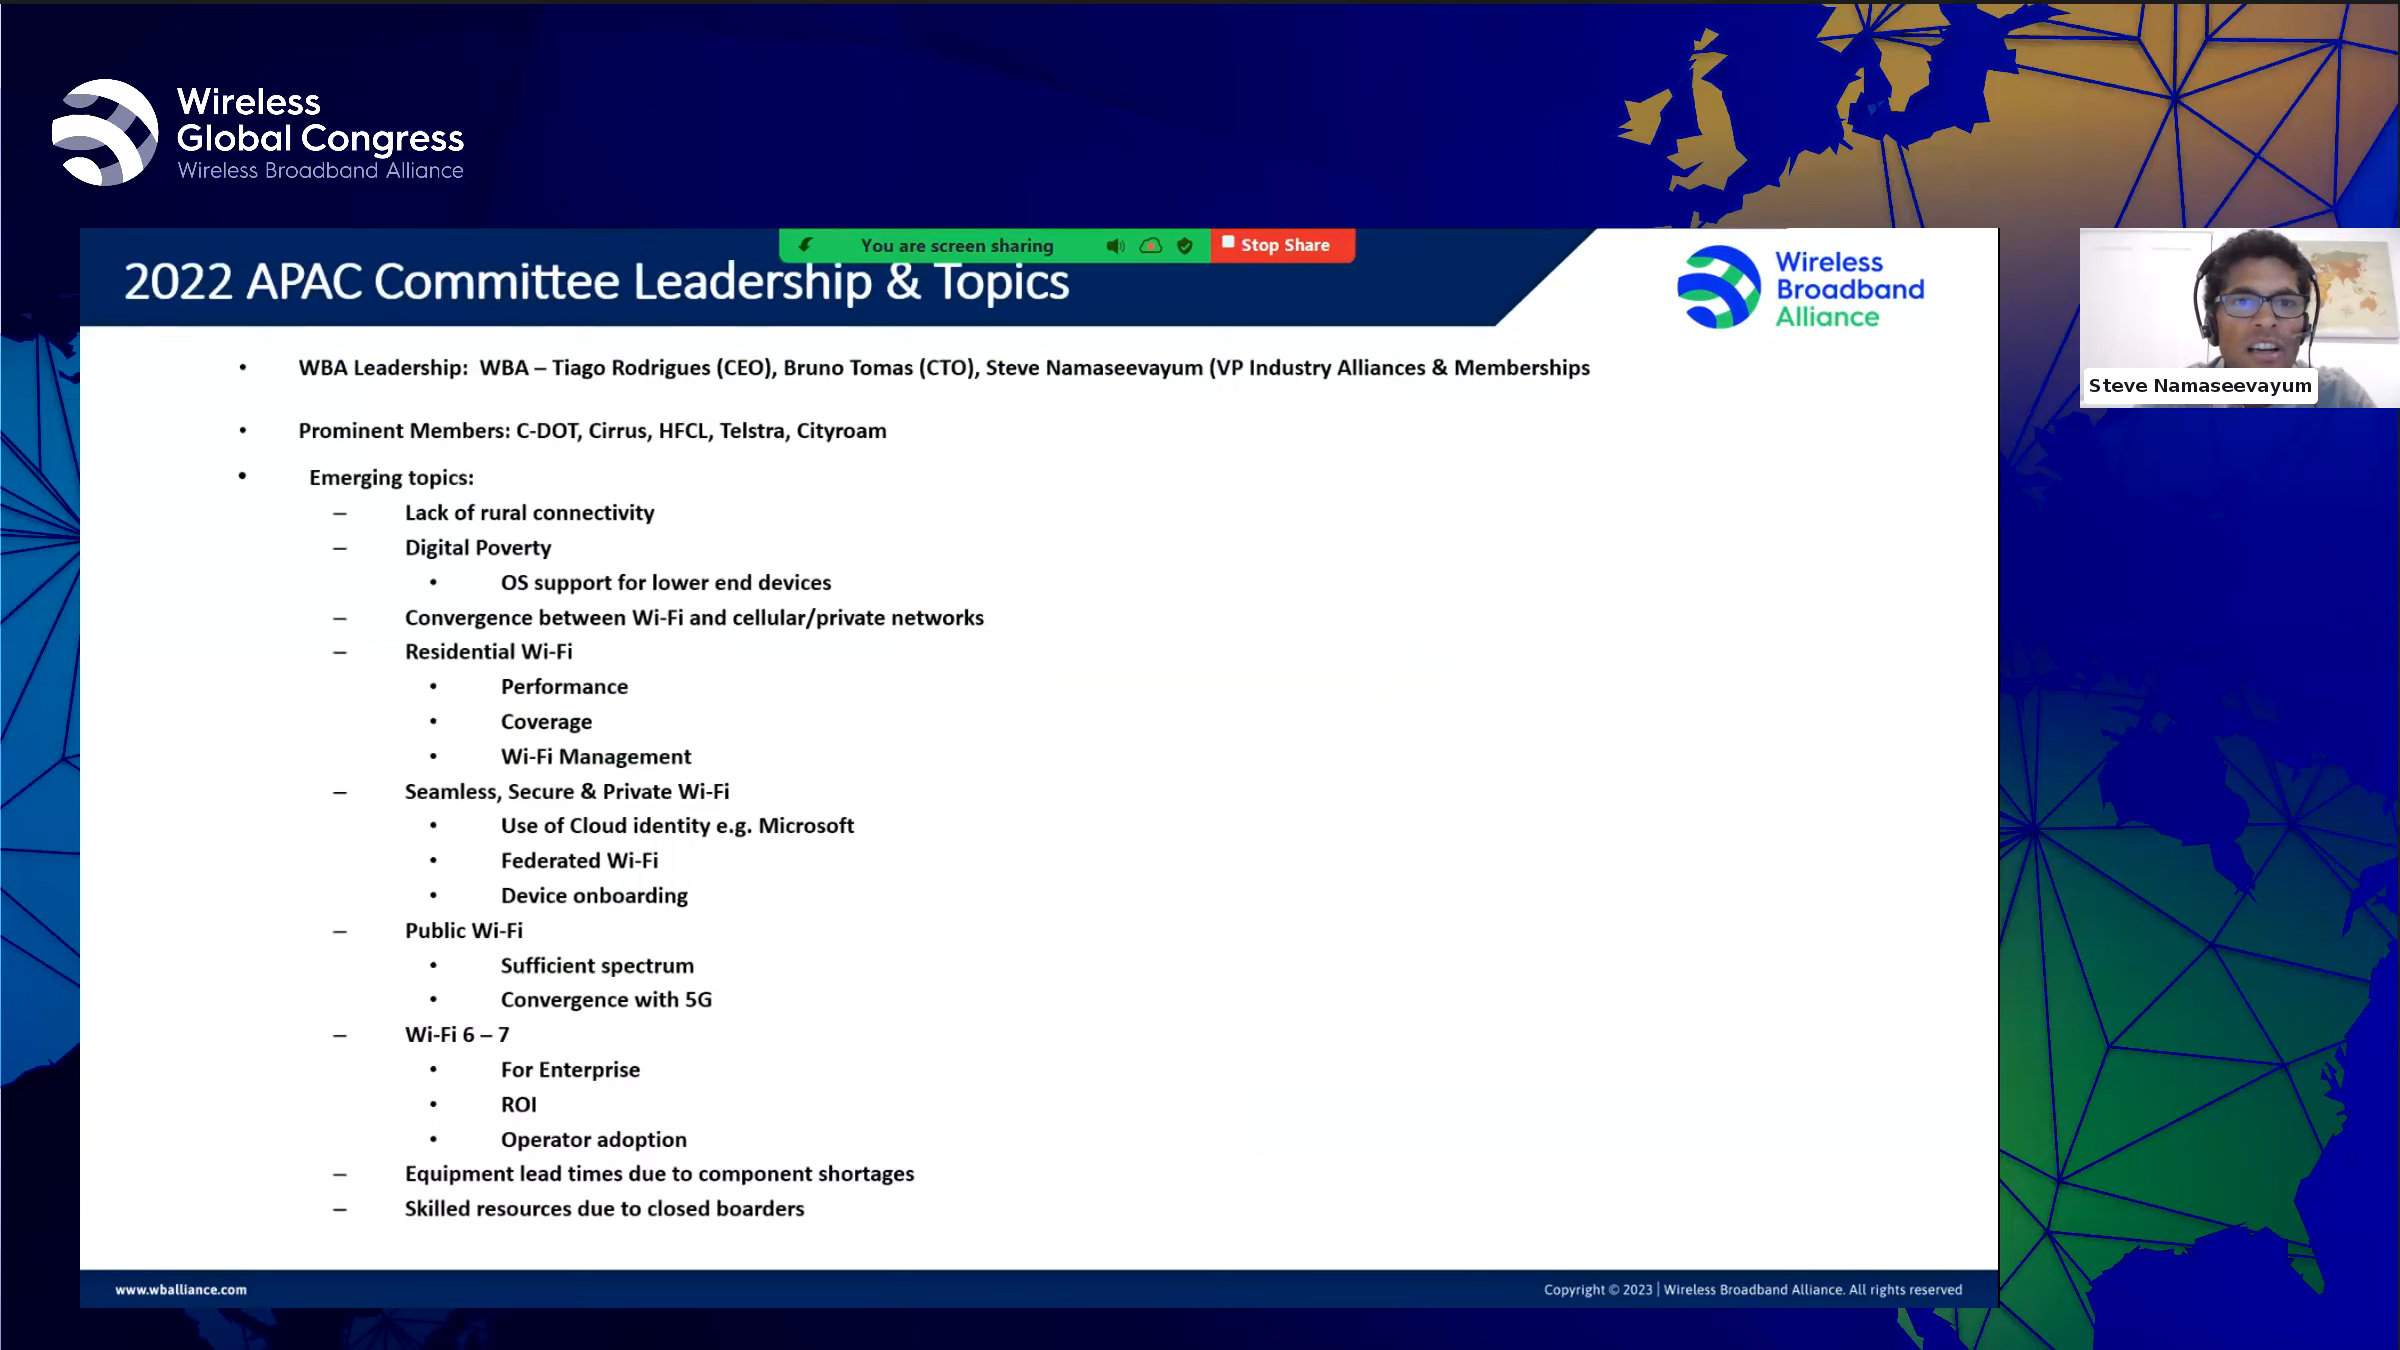 Wireless
Global Congress
Wireless Broadband Alliance
You are screen sharing
Stop Share
2022 APAC Committee Leadership & Topics
Wireless
Broadband
Alliance
Steve Namaseevayum
• WBA Leadership: WBA – Tiago Rodrigues (CEO), Bruno Tomas (CTO), Steve Namaseevayum (VP Industry Alliances & Memberships
• Prominent Members: C-DOT, Cirrus, HFCL, Telstra, Cityroam
• Emerging topics:
– Lack of rural connectivity
– Digital Poverty
• OS support for lower end devices
– Convergence between Wi-Fi and cellular/private networks
– Residential Wi-Fi
• Performance
• Coverage
• Wi-Fi Management
– Seamless, Secure & Private Wi-Fi
• Use of Cloud identity e.g. Microsoft
• Federated Wi-Fi
• Device onboarding
– Public Wi-Fi
• Sufficient spectrum
• Convergence with 5G
– Wi-Fi 6 – 7
• For Enterprise
• ROI
• Operator adoption
– Equipment lead times due to component shortages
– Skilled resources due to closed boarders
www.wballiance.com
Copyright © 2023 | Wireless Broadband Alliance. All rights reserved